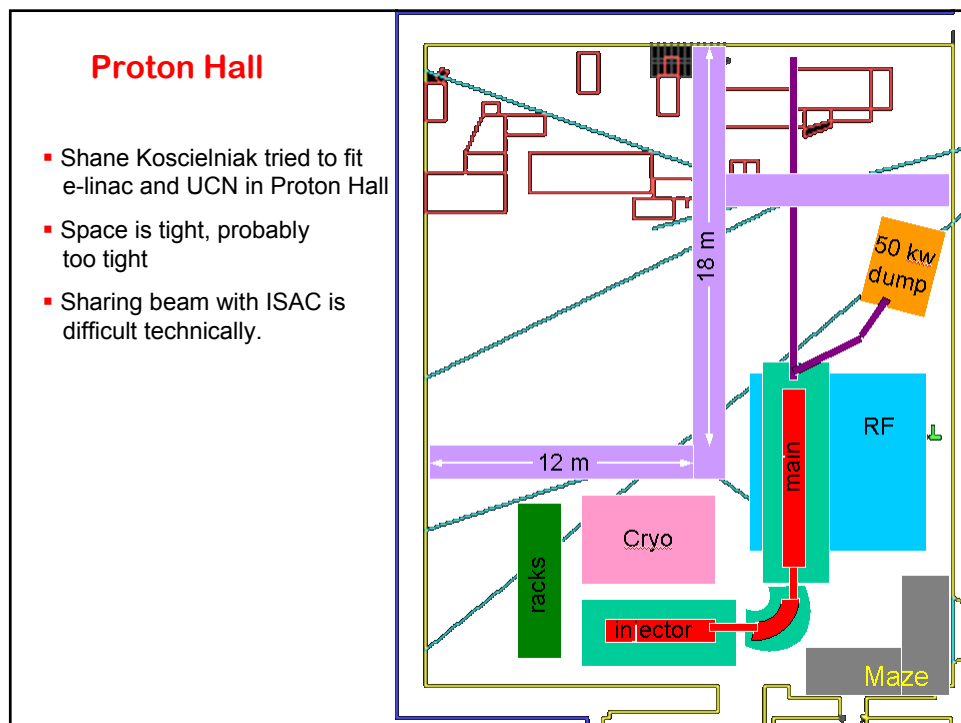 Proton Hall
▪ Shane Koscielniak tried to fit
e-linac and UCN in Proton Hall
▪ Space is tight, probably
too tight
▪ Sharing beam with ISAC is
difficult technically.
18 m
50 kw
dump
RF
main
12 m
Cryo
racks
injector
Maze